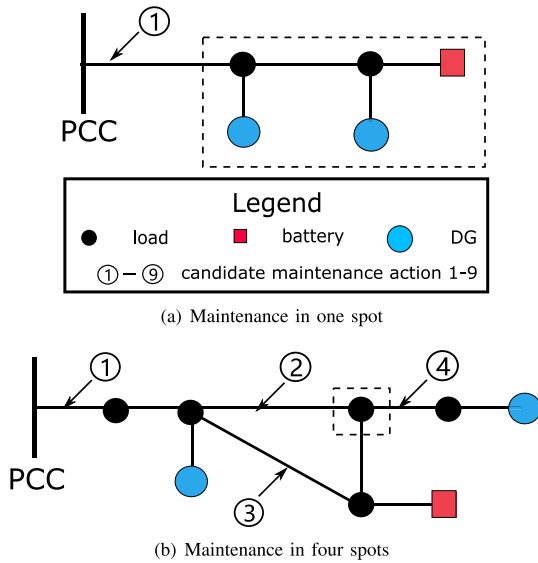 ①
PCC
Legend
load battery DG
①–⑨ candidate maintenance action 1-9
(a) Maintenance in one spot
① ② ④
PCC
③
(b) Maintenance in four spots